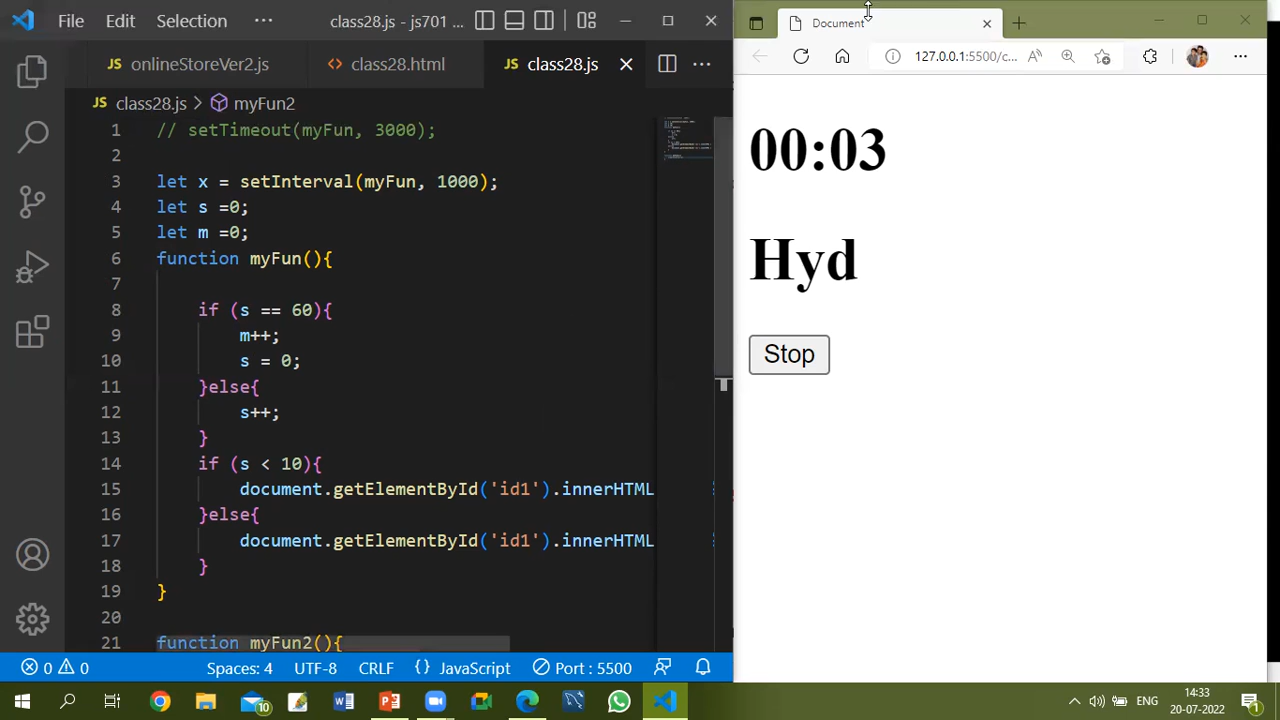 File Edit Selection ··· class28.js - js701 ...
JS onlineStoreVer2.js <> class28.html JS class28.js
JS class28.js > myFun2
1 // setTimeout(myFun, 3000);
2
3 let x = setInterval(myFun, 1000);
4 let s =0;
5 let m =0;
6 function myFun(){
7
8 if (s == 60){
9 m++;
10 s = 0;
11 }else{
12 s++;
13 }
14 if (s < 10){
15 document.getElementById('id1').innerHTML
16 }else{
17 document.getElementById('id1').innerHTML
18 }
19 }
20
21 function myFun2(){
0 0 Spaces: 4 UTF-8 CRLF {} JavaScript Port : 5500
Document
127.0.0.1:5500/c...
00:03
Hyd
Stop
10
ENG
14:33
20-07-2022
1